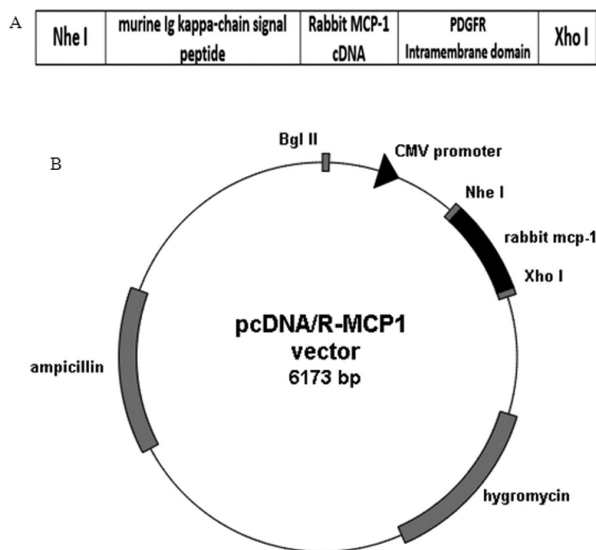 A
Nhe I
murine Ig kappa-chain signal
peptide
Rabbit MCP-1
cDNA
PDGFR
Intramembrane domain
Xho I
B
Bgl II
CMV promoter
Nhe I
rabbit mcp-1
Xho I
pcDNA/R-MCP1
vector
6173 bp
ampicillin
hygromycin